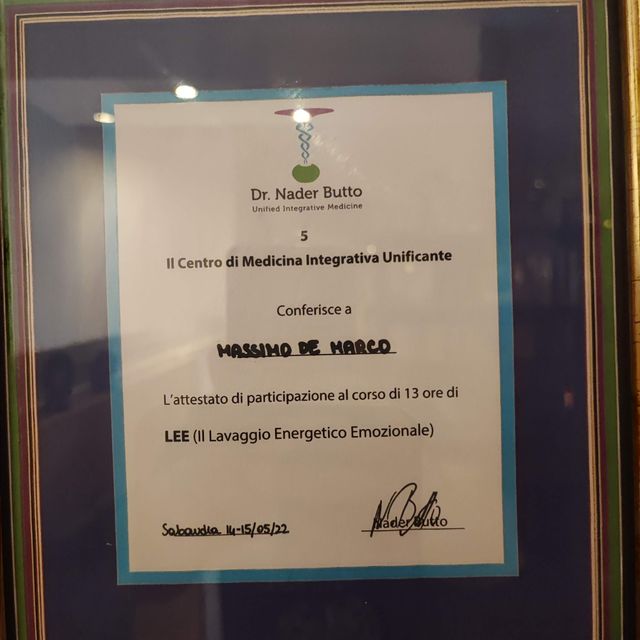 Dr. Nader Butto
Unified Integrative Medicine
5
Il Centro di Medicina Integrativa Unificante
Conferisce a
MASSIMO DE MARCO
L'attestato di participazione al corso di 13 ore di
LEE (Il Lavaggio Energetico Emozionale)
Sabaudia 14-15/05/22
Nader Butto